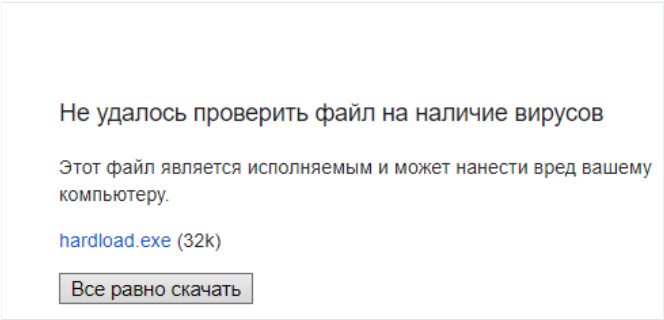 Не удалось проверить файл на наличие вирусов
Этот файл является исполняемым и может нанести вред вашему
компьютеру.
hardload.exe (32k)
Все равно скачать